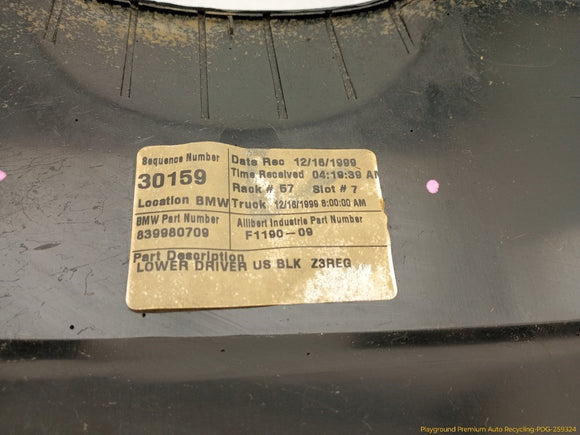 Sequence Number
30159
Location BMW
Date Rec 12/16/1999
Time Received 04:19:39 AM
Rack # 57 Slot # 7
Truck 12/16/1999 8:00:00 AM
BMW Part Number
839980709
Allibert Industrie Part Number
F1190-09
Part Description
LOWER DRIVER US BLK Z3REG
Playground Premium Auto Recycling-PDG-259324